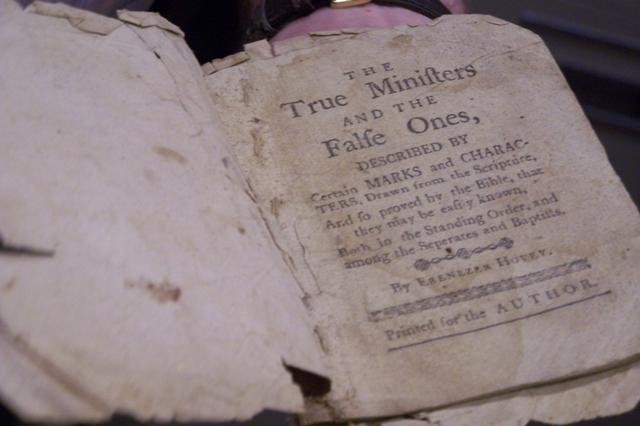 THE
True Miniſters
AND THE
Falſe Ones,
DESCRIBED BY
Certain MARKS and CHARAC-
TERS, Drawn from the Scripture,
And ſo proved by the Bible, that
they may be eaſily known,
Both in the Standing Order, and
among the Seperates and Baptiſts.
By EBENEZER HOVEY.
Printed for the AUTHOR.